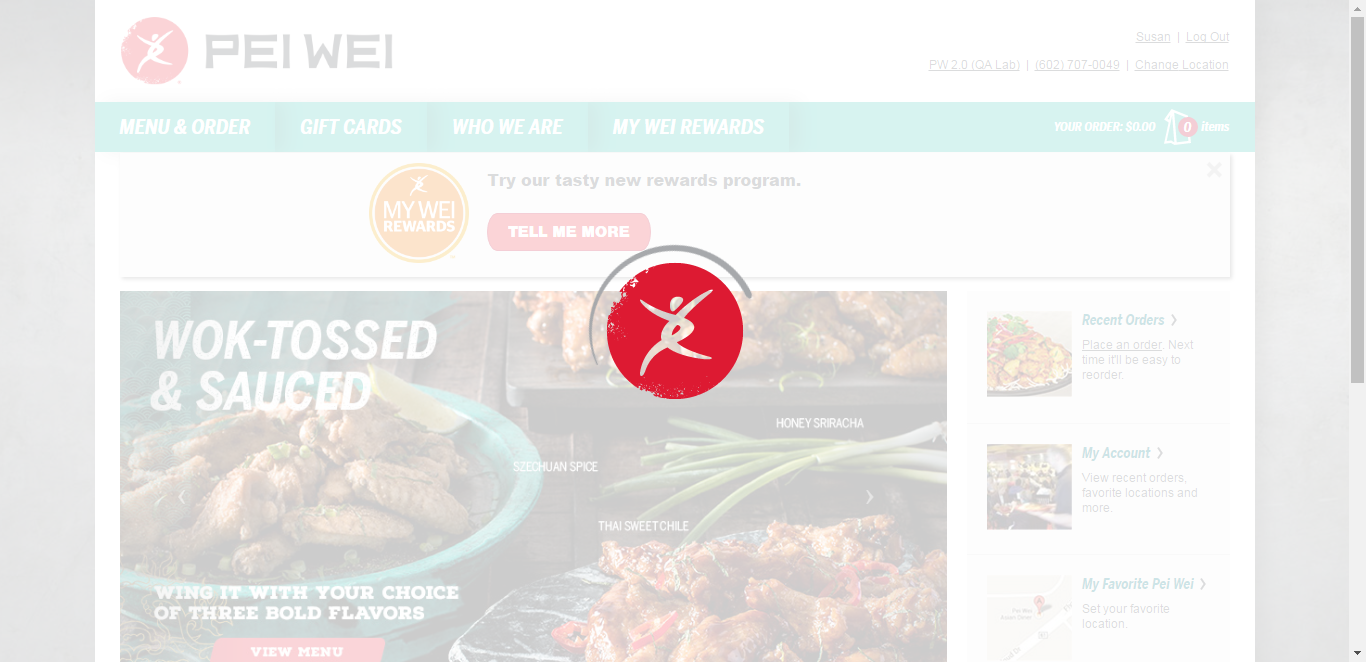 PEI WEI
Susan | Log Out
PW 2.0 (QA Lab) | (602) 707-0049 | Change Location
MENU & ORDER GIFT CARDS WHO WE ARE MY WEI REWARDS
YOUR ORDER: $0.00 0 items
MY WEI
REWARDS
Try our tasty new rewards program.
TELL ME MORE
WOK-TOSSED
& SAUCED
HONEY SRIRACHA
SZECHUAN SPICE
THAI SWEET CHILE
WING IT WITH YOUR CHOICE
OF THREE BOLD FLAVORS
VIEW MENU
Recent Orders
Place an order. Next
time it'll be easy to
reorder.
My Account
View recent orders,
favorite locations and
more.
My Favorite Pei Wei
Set your favorite
location.
Pei Wei
Asian Diner